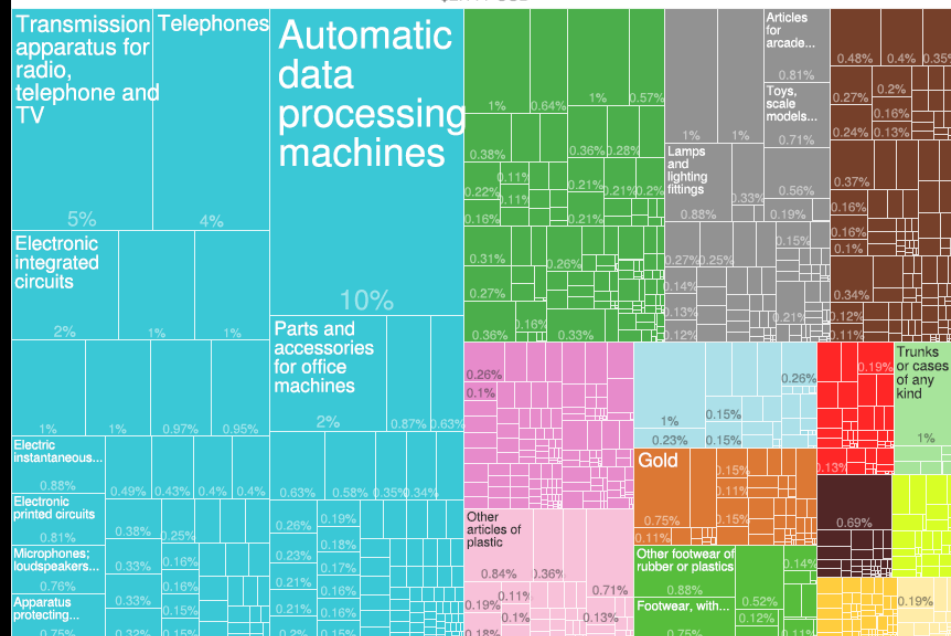 Transmission
apparatus for
radio,
telephone and
TV
5%
Telephones
4%
Automatic
data
processing
machines
10%
Electronic
integrated
circuits
2%
1%
1%
1%
1%
0.97%
0.95%
Parts and
accessories
for office
machines
2%
0.87%
0.63%
Electric
instantaneous...
0.88%
0.49%
0.43%
0.4%
0.4%
0.63%
0.58%
0.35%
0.34%
Electronic
printed circuits
0.81%
0.38%
0.25%
0.26%
0.19%
Microphones;
loudspeakers...
0.76%
0.33%
0.16%
0.23%
0.18%
0.16%
0.21%
0.16%
Apparatus
protecting...
0.75%
0.33%
0.15%
0.21%
0.16%
0.32%
0.15%
0.2%
0.15%
1%
0.64%
1%
0.57%
0.38%
0.36%
0.28%
0.22%
0.11%
0.11%
0.21%
0.21%
0.2%
0.16%
0.21%
0.31%
0.26%
0.27%
0.36%
0.16%
0.33%
1%
1%
Articles
for
arcade...
0.81%
Toys,
scale
models...
0.71%
Lamps
and
lighting
fittings
0.88%
0.33%
0.56%
0.19%
0.27%
0.25%
0.15%
0.14%
0.13%
0.12%
0.21%
0.48%
0.4%
0.35%
0.27%
0.2%
0.16%
0.24%
0.13%
0.37%
0.16%
0.16%
0.1%
0.34%
0.12%
0.11%
0.26%
0.1%
1%
0.26%
0.15%
0.23%
0.15%
0.19%
0.13%
Trunks
or cases
of any
kind
1%
Gold
0.75%
0.15%
0.11%
0.15%
0.11%
0.69%
Other
articles of
plastic
0.84%
0.36%
0.71%
0.19%
0.11%
0.1%
0.13%
0.18%
Other footwear of
rubber or plastics
0.88%
0.52%
0.14%
Footwear, with...
0.75%
0.12%
0.11%
0.19%